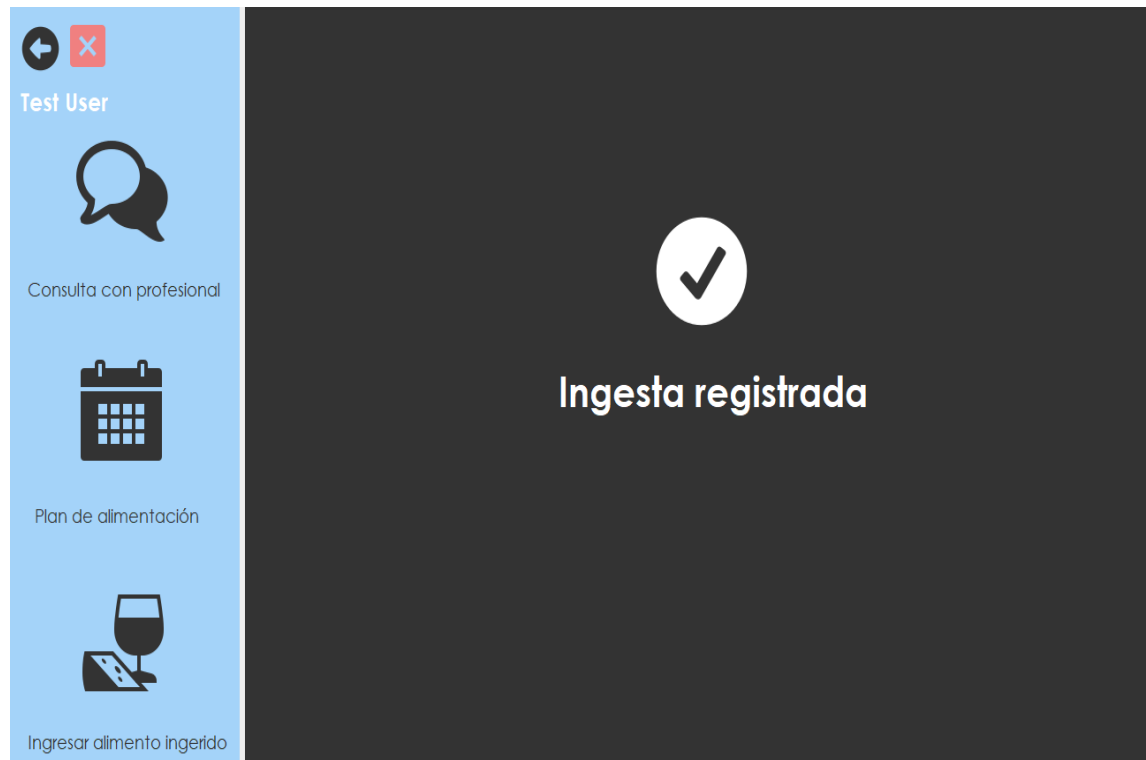 Test User
Consulta con profesional
Plan de alimentación
Ingresar alimento ingerido
Ingesta registrada